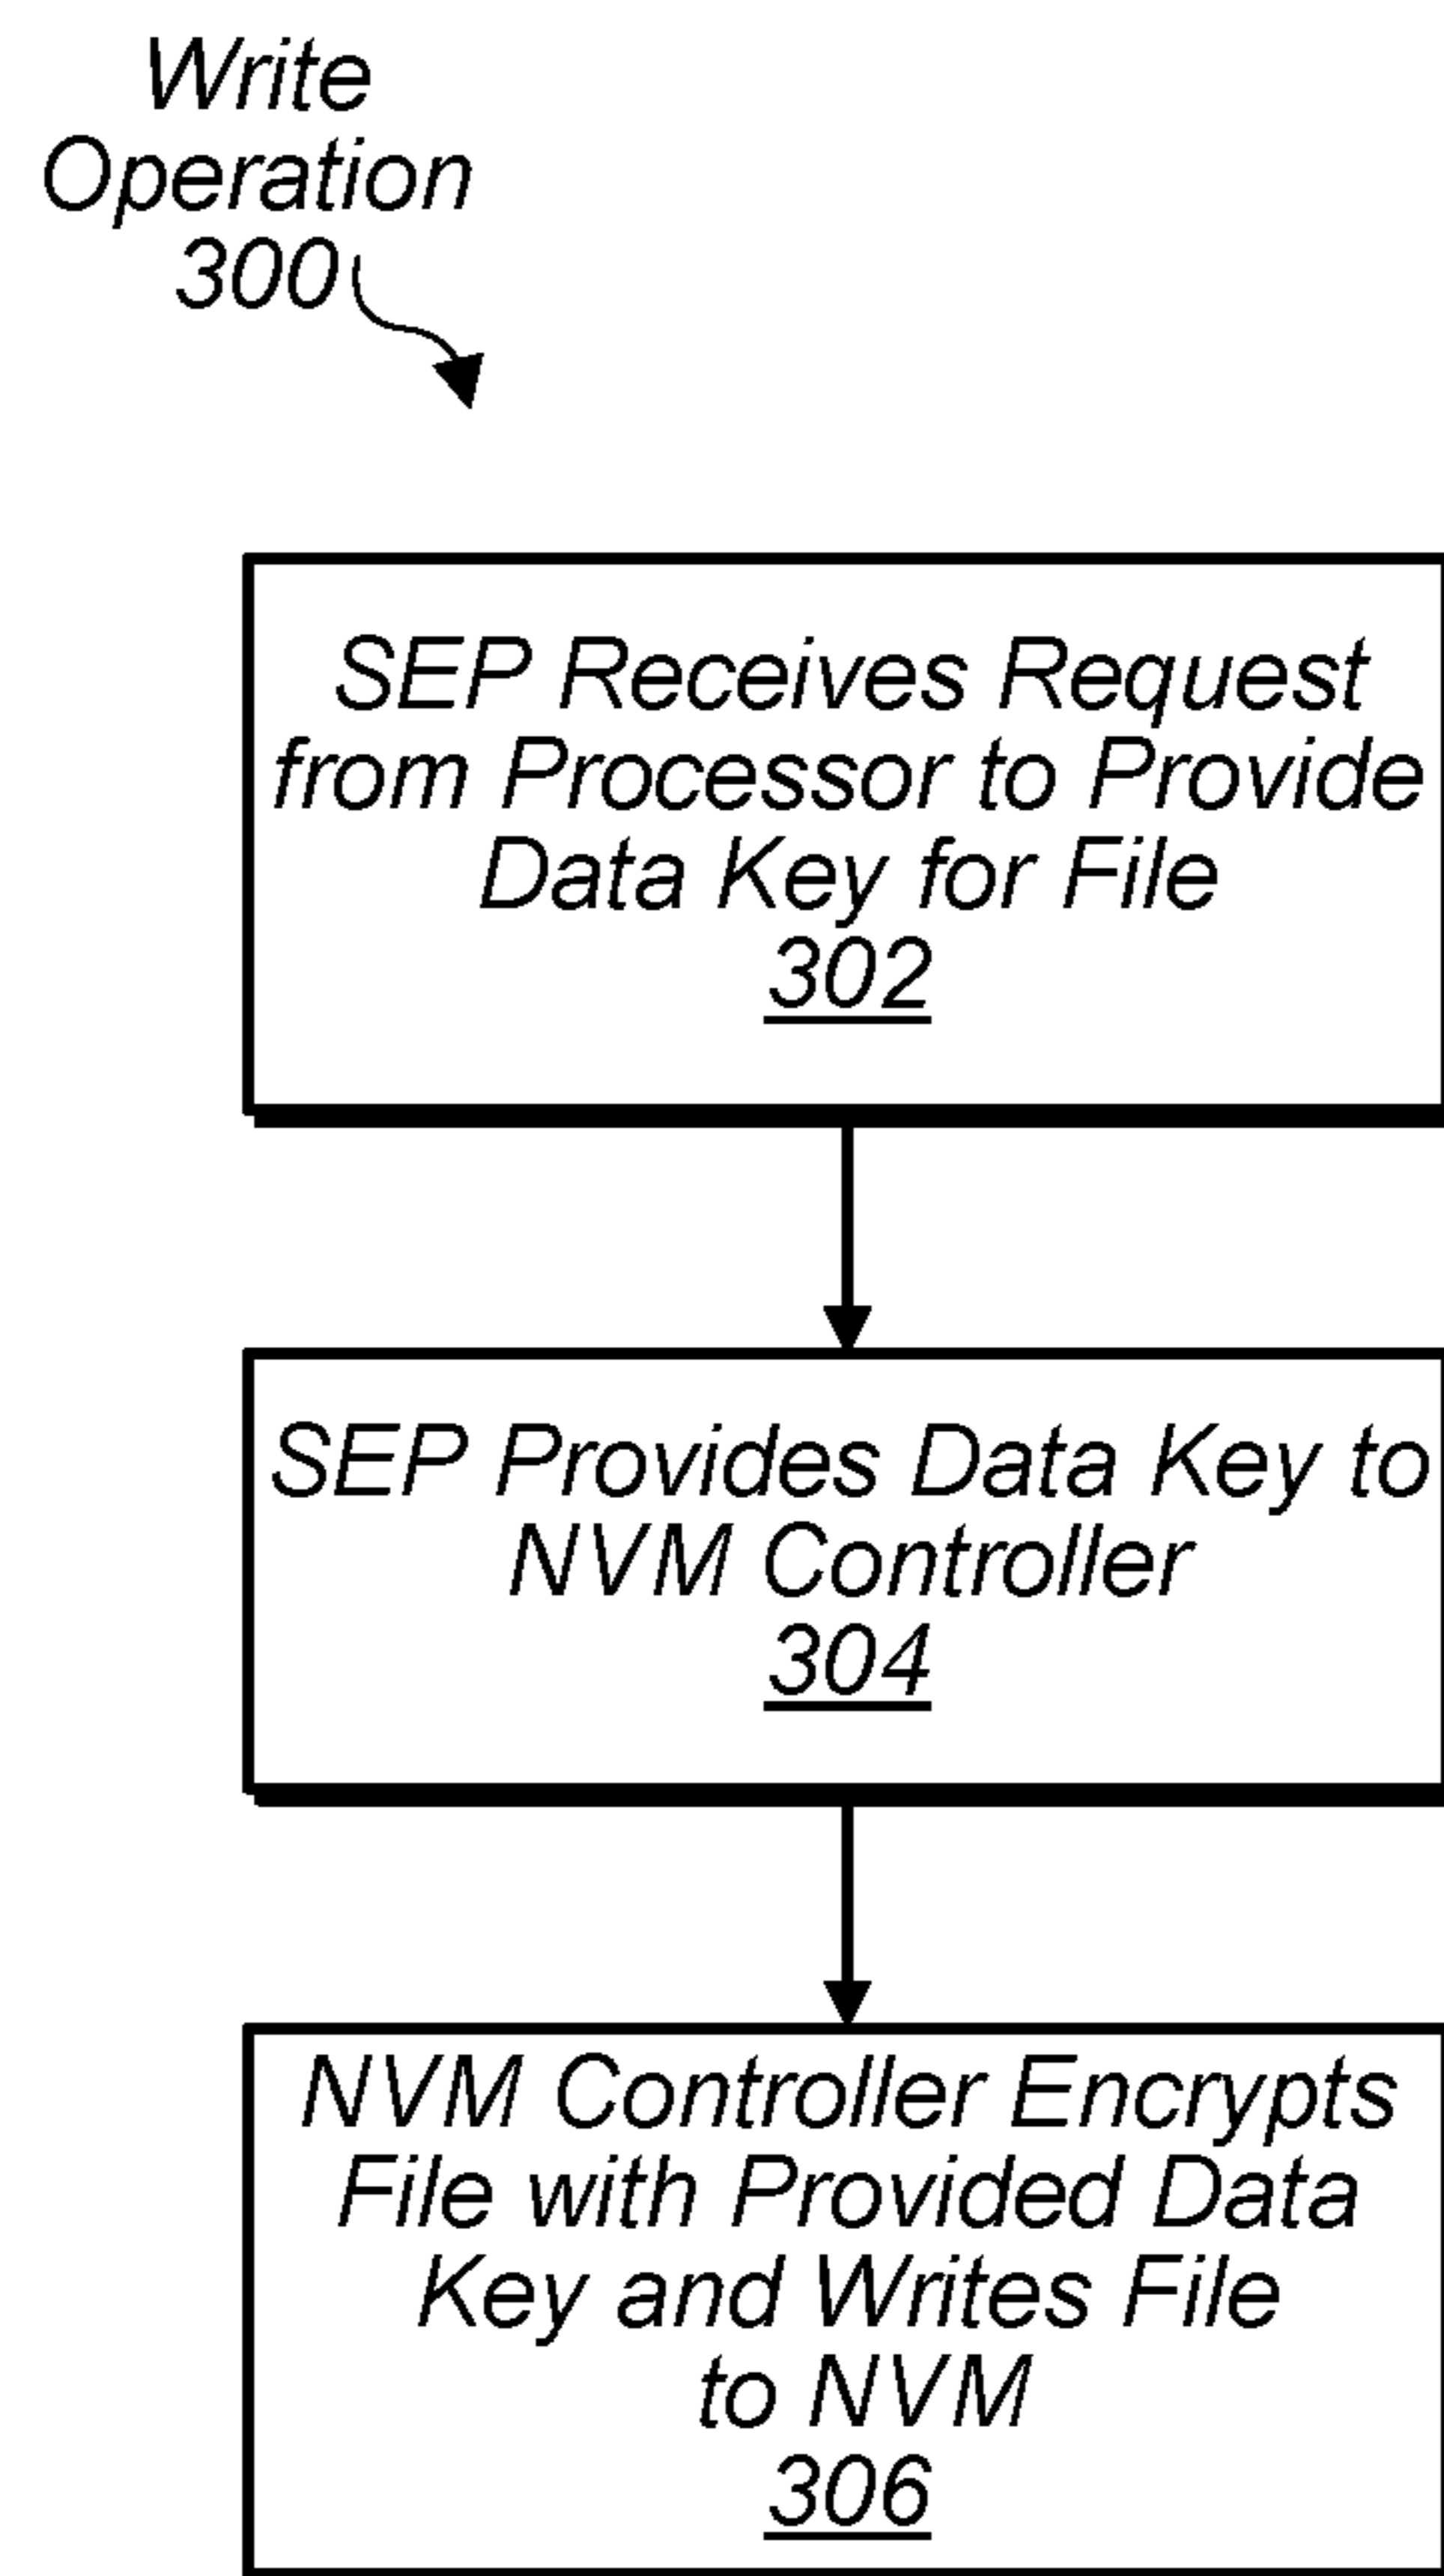 Write
Operation
300
SEP Receives Request
from Processor to Provide
Data Key for File
302
SEP Provides Data Key to
NVM Controller
304
NVM Controller Encrypts
File with Provided Data
Key and Writes File
to NVM
306